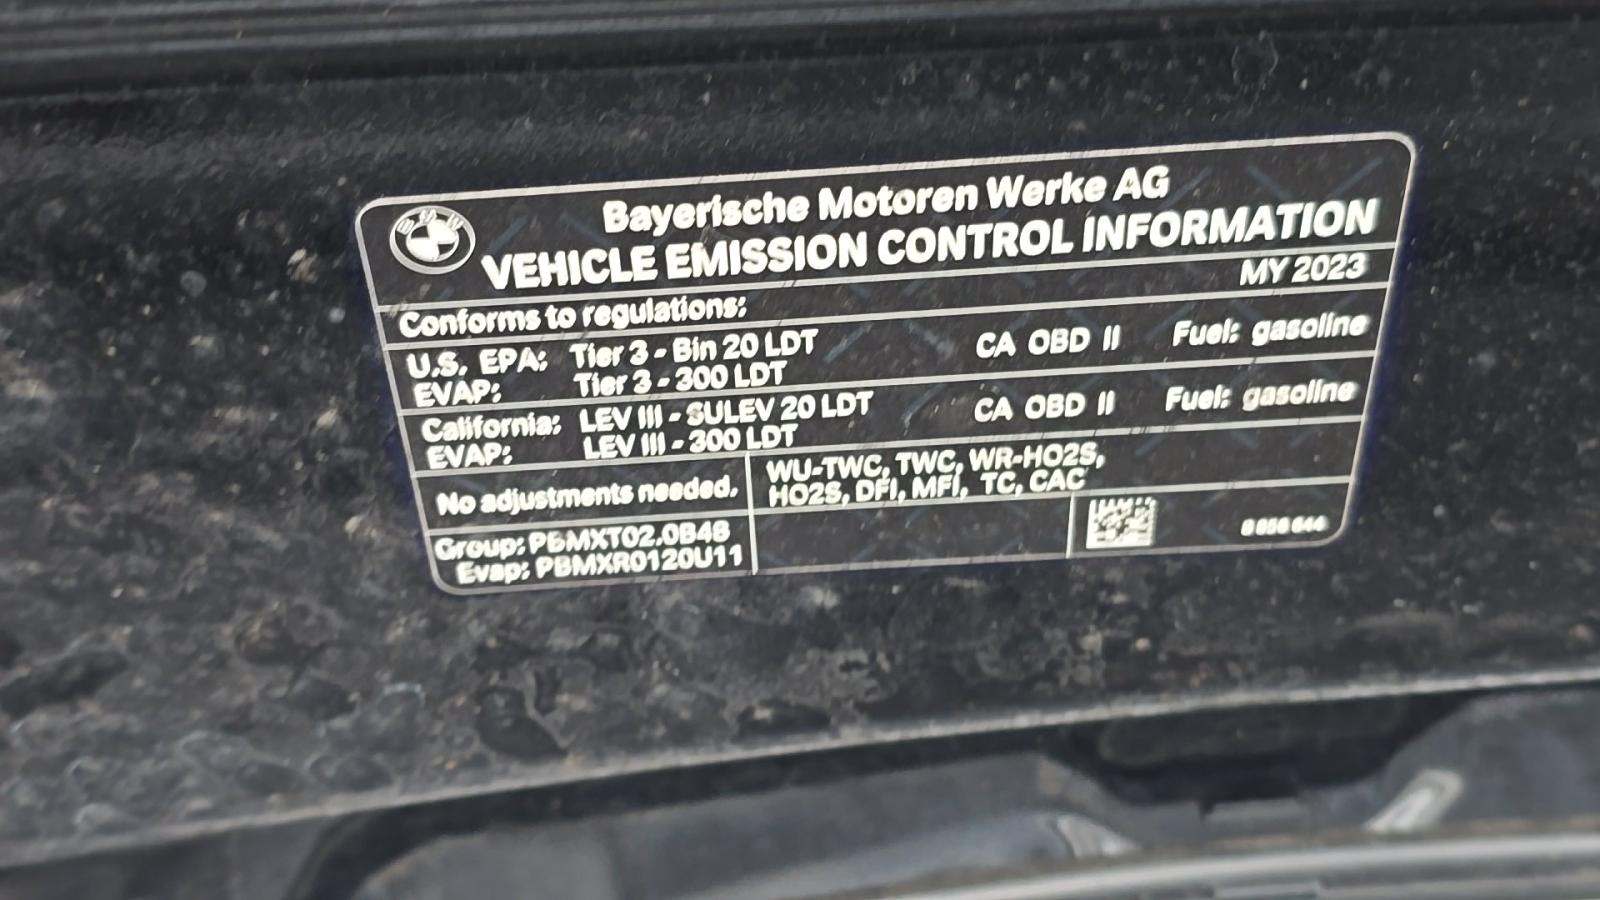 BMW
Bayerische Motoren Werke AG
VEHICLE EMISSION CONTROL INFORMATION
MY 2023
Conforms to regulations:
U.S. EPA: Tier 3 - Bin 20 LDT CA OBD II Fuel: gasoline
EVAP: Tier 3 - 300 LDT
California: LEV III - SULEV 20 LDT CA OBD II Fuel: gasoline
EVAP: LEV III - 300 LDT
No adjustments needed.
WU-TWC, TWC, WR-HO2S,
HO2S, DFI, MFI, TC, CAC
Group: PBMXT02.0B48
Evap: PBMXR0120U11